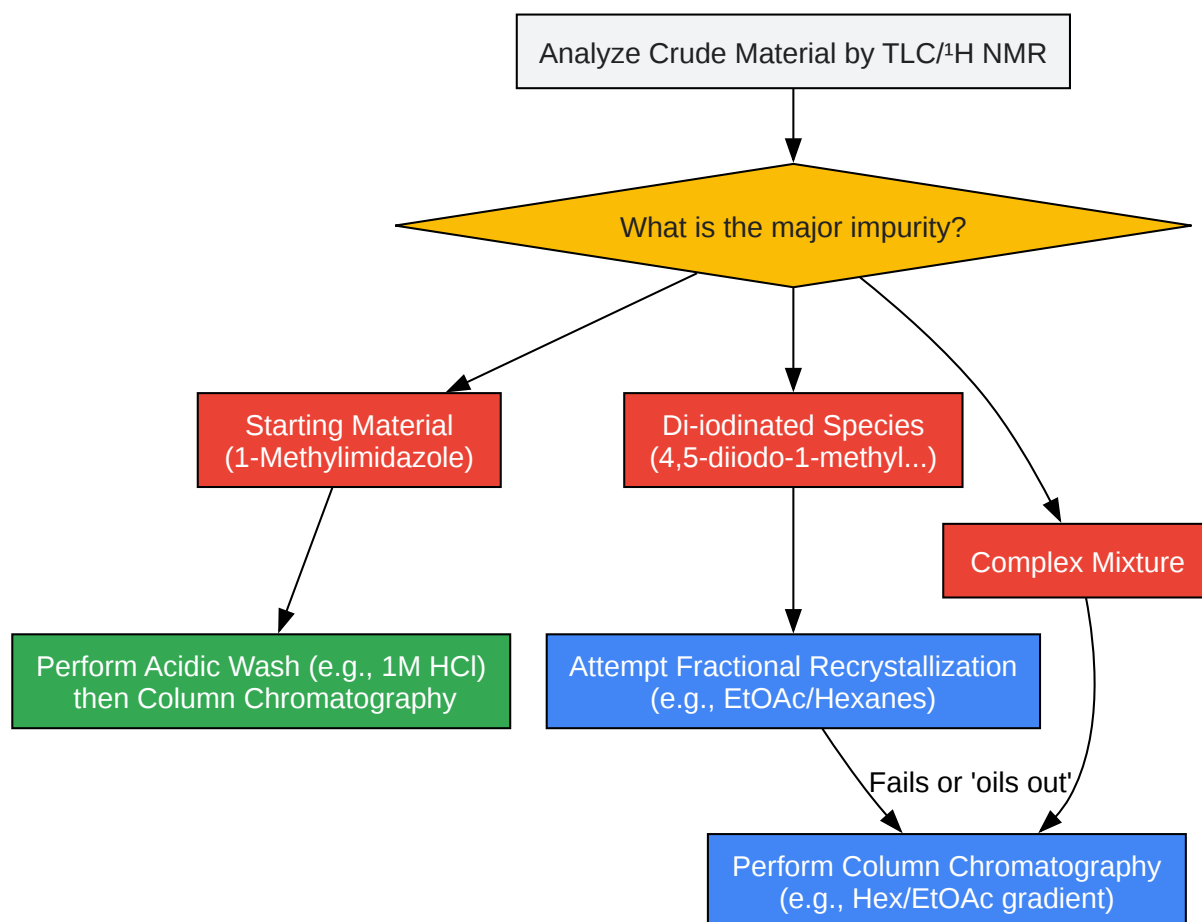 Analyze Crude Material by TLC/¹H NMR
What is the major impurity?
Starting Material
(1-Methylimidazole)
Di-iodinated Species
(4,5-diiodo-1-methyl...)
Complex Mixture
Perform Acidic Wash (e.g., 1M HCl)
then Column Chromatography
Attempt Fractional Recrystallization
(e.g., EtOAc/Hexanes)
Fails or 'oils out'
Perform Column Chromatography
(e.g., Hex/EtOAc gradient)